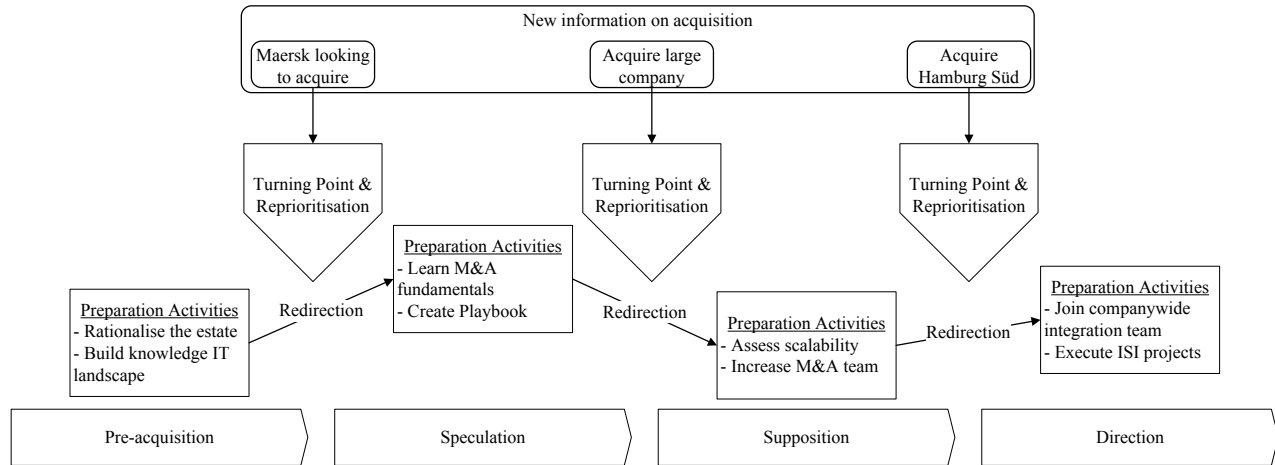 New information on acquisition
Maersk looking
to acquire
Acquire large
company
Acquire
Hamburg Süd
Turning Point &
Reprioritisation
Turning Point &
Reprioritisation
Turning Point &
Reprioritisation
Preparation Activities
- Rationalise the estate
- Build knowledge IT
landscape
Redirection
Preparation Activities
- Learn M&A
fundamentals
- Create Playbook
Redirection
Preparation Activities
- Assess scalability
- Increase M&A team
Redirection
Preparation Activities
- Join companywide
integration team
- Execute ISI projects
Pre-acquisition
Speculation
Supposition
Direction